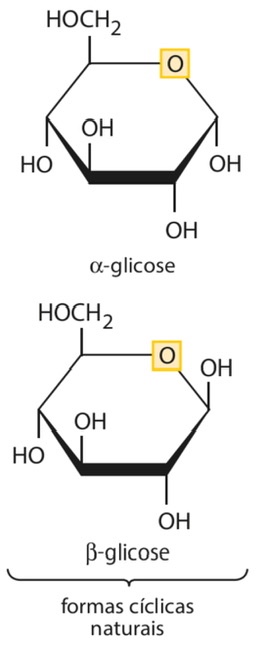 HOCH₂
O
OH
HO
OH
OH
α-glicose
HOCH₂
O
OH
OH
HO
OH
β-glicose
formas cíclicas
naturais